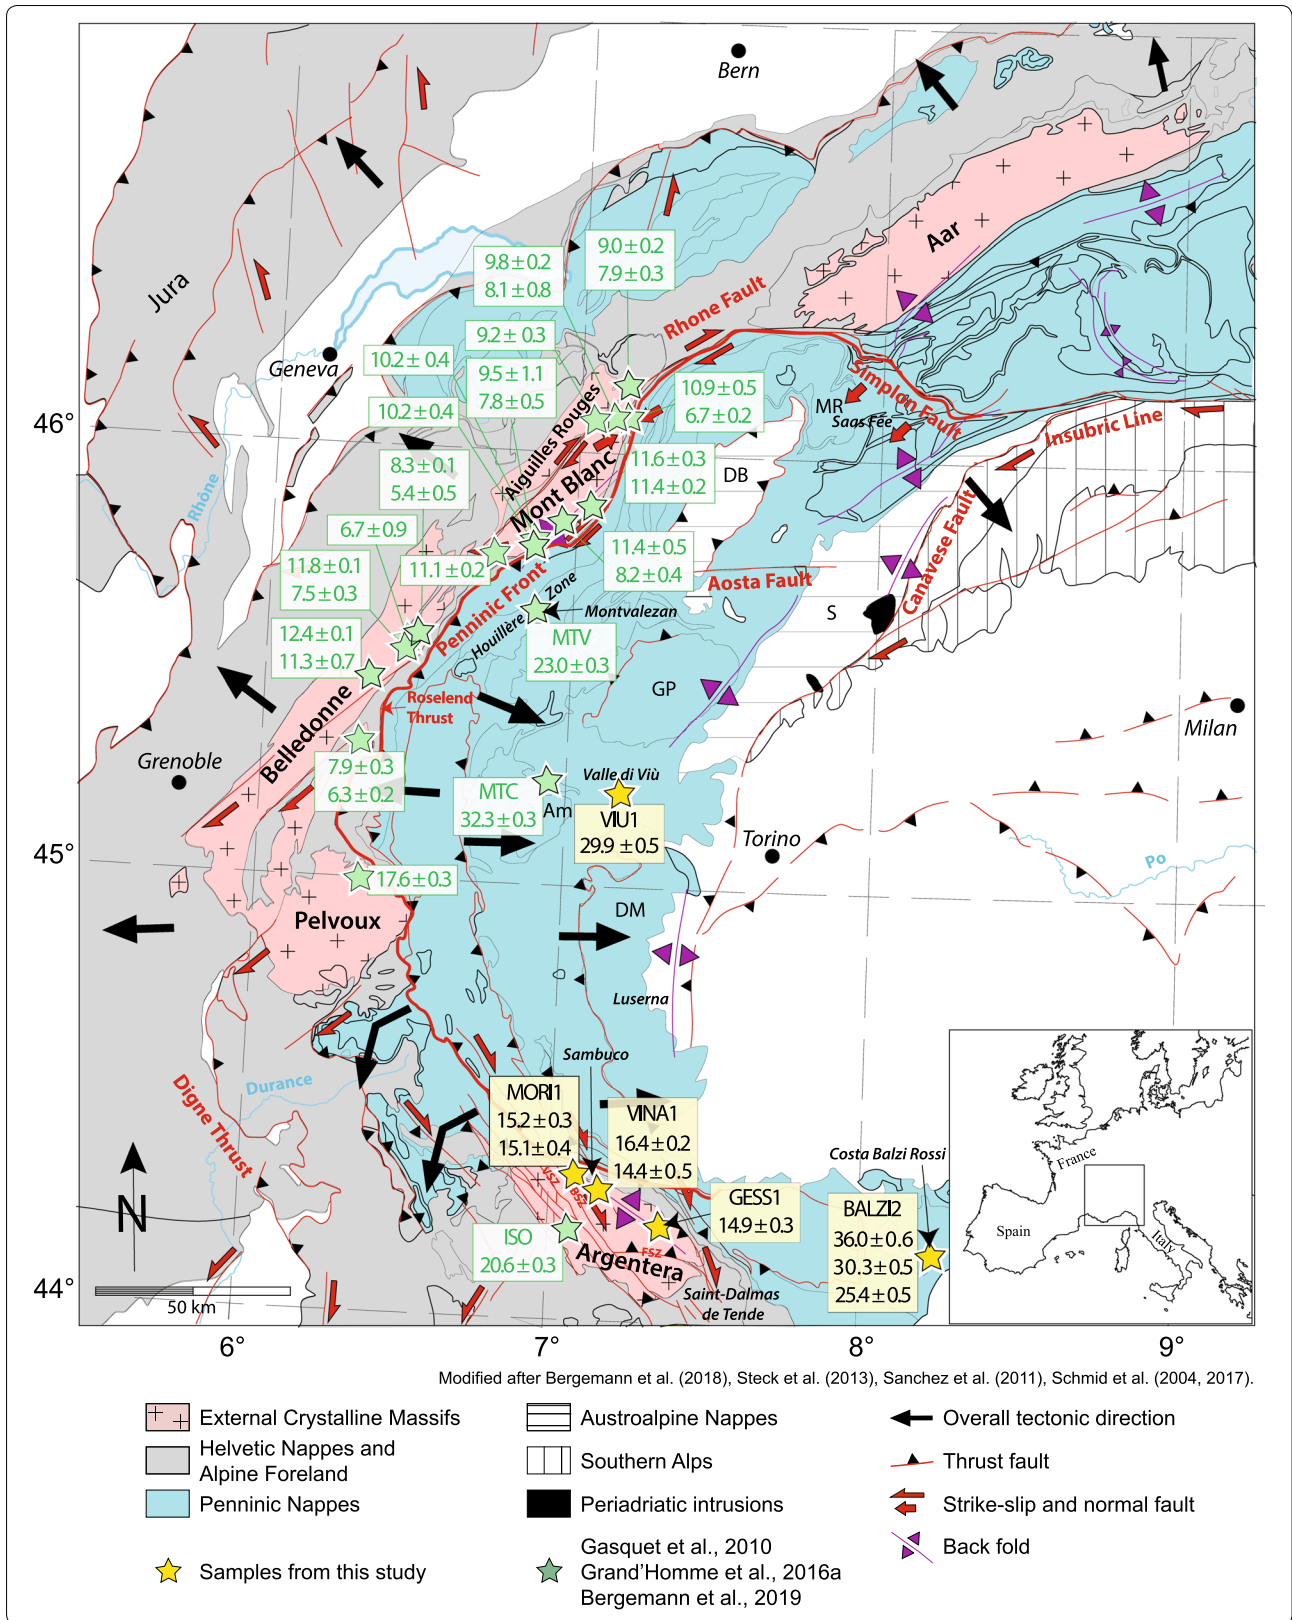 Bern
Jura
Geneva
Rhône
Aar
9.0±0.2
7.9±0.3
9.8±0.2
8.1±0.8
9.2±0.3
10.2±0.4
9.5±1.1
7.8±0.5
10.2±0.4
8.3±0.1
5.4±0.5
6.7±0.9
11.8±0.1
7.5±0.3
11.1±0.2
12.4±0.1
11.3±0.7
10.9±0.5
6.7±0.2
11.6±0.3
11.4±0.2
11.4±0.5
8.2±0.4
Rhone Fault
Simplon Fault
Insubric Line
Canavese Fault
Aosta Fault
MR
Saas Fee
DB
S
GP
Aiguilles Rouges
Mont Blanc
Penninic Front
Houillère Zone
Montvalezan
MTV
23.0±0.3
Roselend
Thrust
Belledonne
Grenoble
7.9±0.3
6.3±0.2
MTC
32.3±0.3
Am
Valle di Viù
VIU1
29.9±0.5
Milan
Torino
Po
17.6±0.3
Pelvoux
DM
Luserna
Sambuco
Durance
Digne Thrust
MORI1
15.2±0.3
15.1±0.4
VINA1
16.4±0.2
14.4±0.5
GESS1
14.9±0.3
Costa Balzi Rossi
BALZI2
36.0±0.6
30.3±0.5
25.4±0.5
VSZ
BSZ
FSZ
ISO
20.6±0.3
Argentera
Saint-Dalmas
de Tende
France
Spain
Italy
N
50 km
46°
45°
44°
6°
7°
8°
9°
Modified after Bergemann et al. (2018), Steck et al. (2013), Sanchez et al. (2011), Schmid et al. (2004, 2017).
External Crystalline Massifs
Helvetic Nappes and
Alpine Foreland
Penninic Nappes
Samples from this study
Austroalpine Nappes
Southern Alps
Periadriatic intrusions
Gasquet et al., 2010
Grand'Homme et al., 2016a
Bergemann et al., 2019
Overall tectonic direction
Thrust fault
Strike-slip and normal fault
Back fold